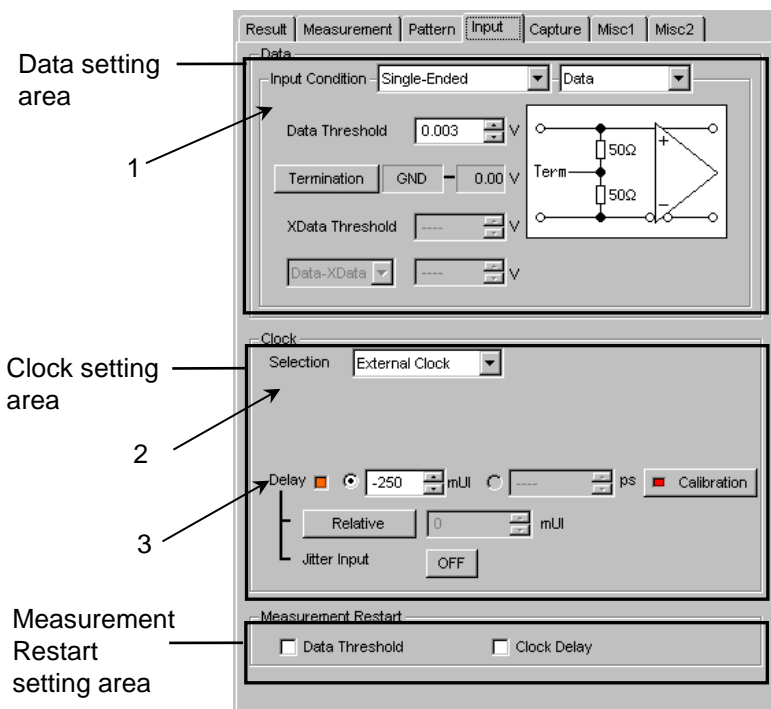 Result Measurement Pattern Input Capture Misc1 Misc2
Data setting
area
Data
Input Condition Single-Ended Data
1
Data Threshold 0.003 V
Termination GND 0.00 V
XData Threshold ---- V
Data-XData ---- V
Term
50Ω
50Ω
+
−
Clock setting
area
Clock
Selection External Clock
2
Delay -250 mUI ---- ps Calibration
3
Relative 0 mUI
Jitter Input OFF
Measurement
Restart
setting area
Measurement Restart
Data Threshold Clock Delay